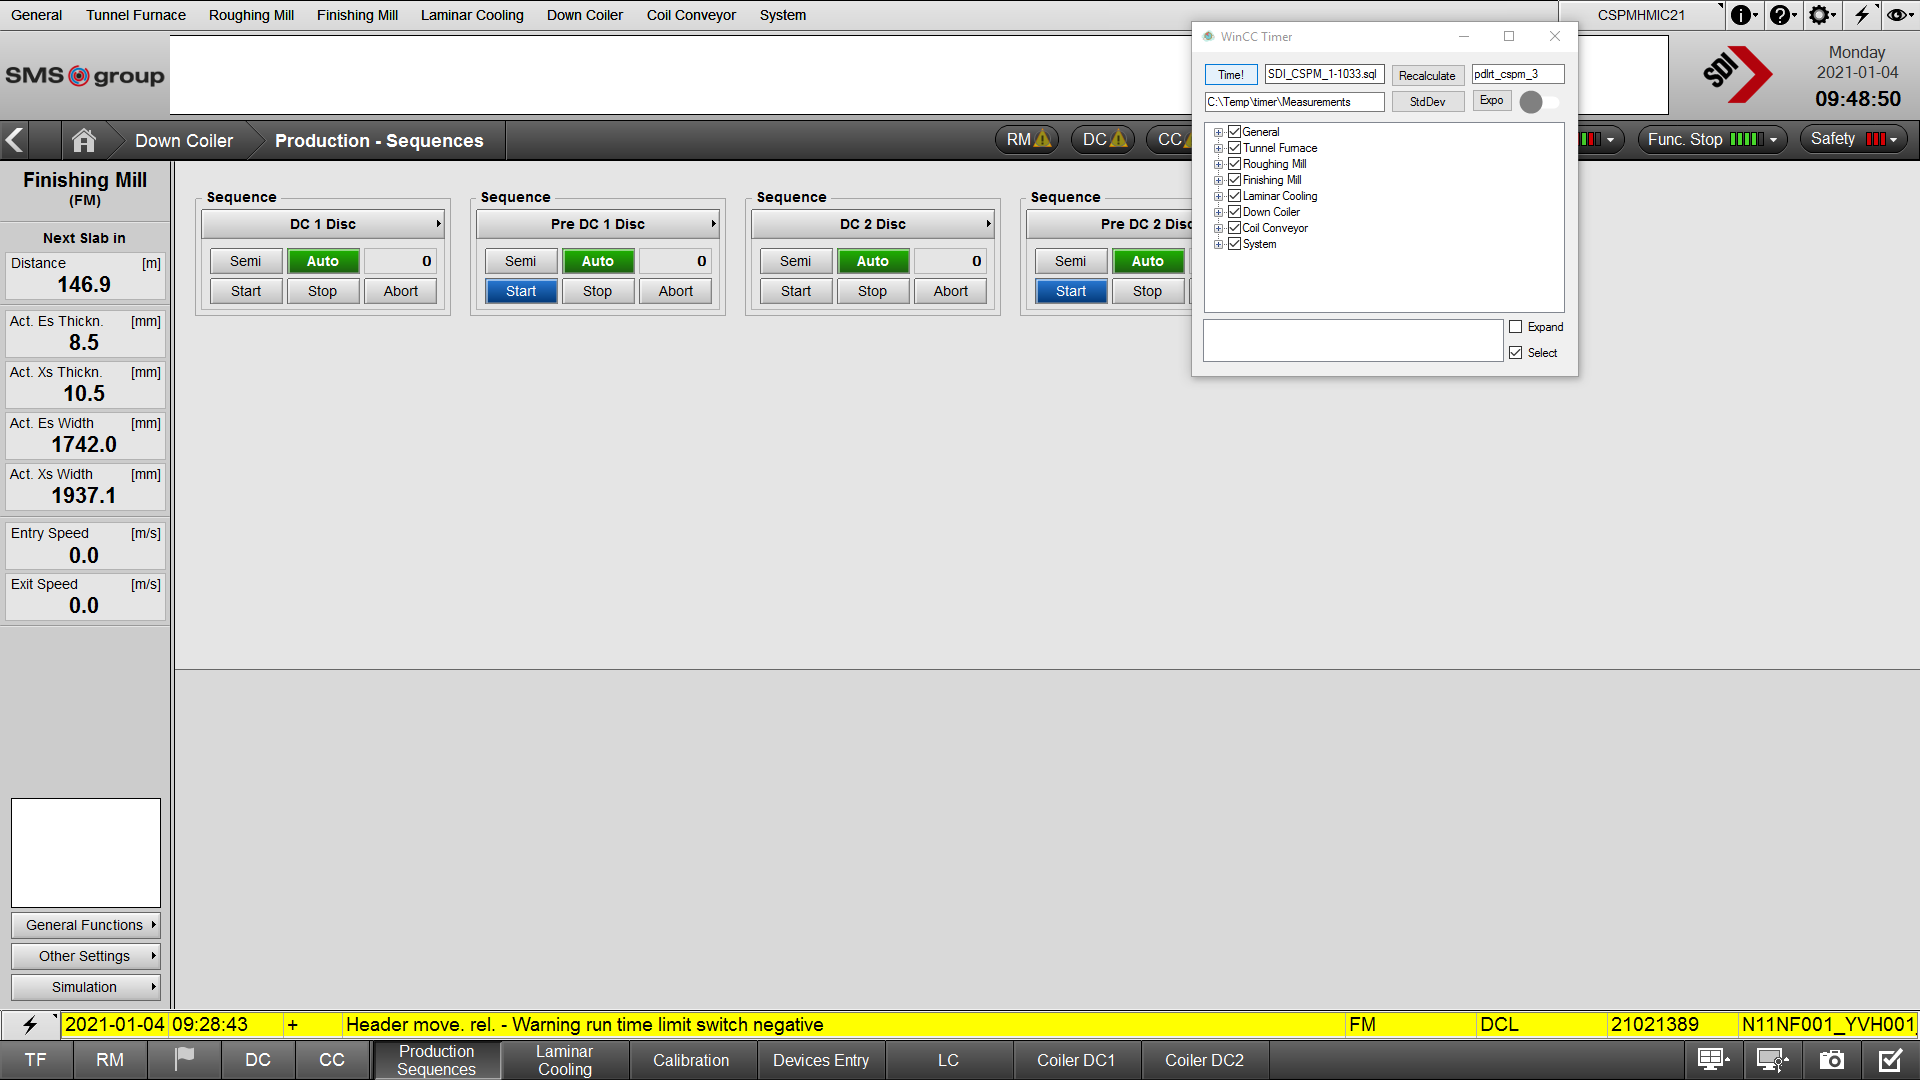 General Tunnel Furnace Roughing Mill Finishing Mill Laminar Cooling Down Coiler Coil Conveyor System CSPMHMIC21
SMS group
SDI
Monday
2021-01-04
09:48:50
WinCC Timer
Time! SDI_CSPM_1-1033.sql Recalculate pdlrt_cspm_3
C:\Temp\timer\Measurements StdDev Expo
General
Tunnel Furnace
Roughing Mill
Finishing Mill
Laminar Cooling
Down Coiler
Coil Conveyor
System
Expand
Select
Down Coiler Production - Sequences RM DC CC Func. Stop Safety
Finishing Mill
(FM)
Next Slab in
Distance [m]
146.9
Act. Es Thickn. [mm]
8.5
Act. Xs Thickn. [mm]
10.5
Act. Es Width [mm]
1742.0
Act. Xs Width [mm]
1937.1
Entry Speed [m/s]
0.0
Exit Speed [m/s]
0.0
General Functions
Other Settings
Simulation
Sequence
DC 1 Disc
Semi Auto 0
Start Stop Abort
Sequence
Pre DC 1 Disc
Semi Auto 0
Start Stop Abort
Sequence
DC 2 Disc
Semi Auto 0
Start Stop Abort
Sequence
Pre DC 2 Disc
Semi Auto
Start Stop
2021-01-04 09:28:43 + Header move. rel. - Warning run time limit switch negative FM DCL 21021389 N11NF001_YVH001
TF RM DC CC Production Sequences Laminar Cooling Calibration Devices Entry LC Coiler DC1 Coiler DC2